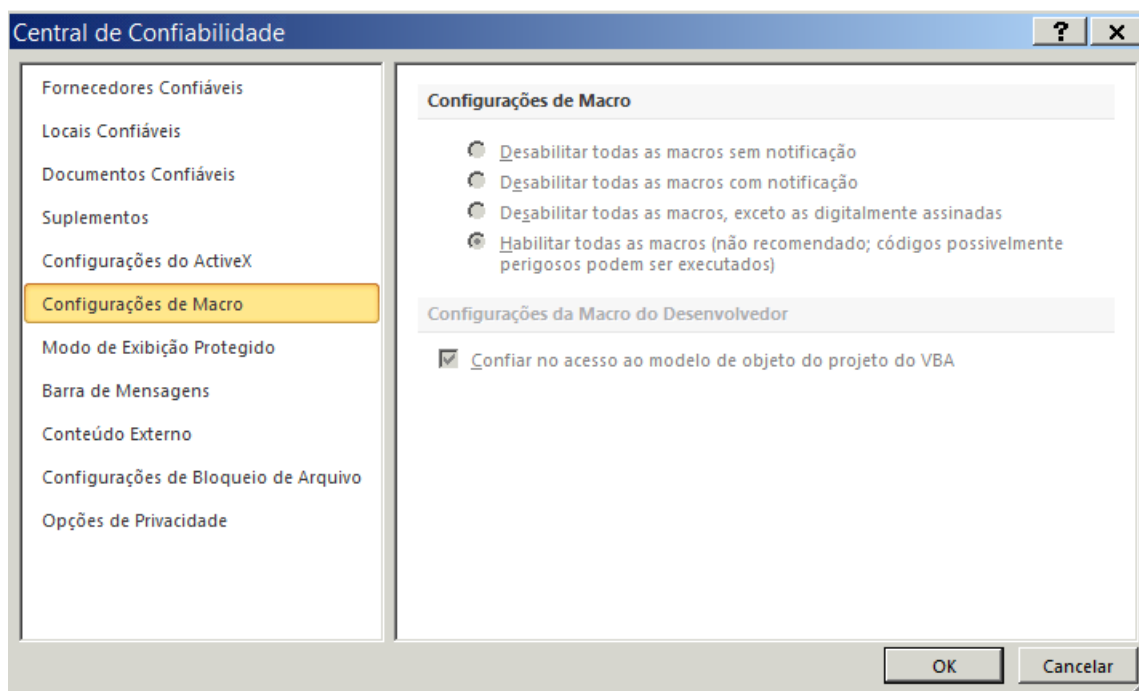 Central de Confiabilidade
Fornecedores Confiáveis
Locais Confiáveis
Documentos Confiáveis
Suplementos
Configurações do ActiveX
Configurações de Macro
Modo de Exibição Protegido
Barra de Mensagens
Conteúdo Externo
Configurações de Bloqueio de Arquivo
Opções de Privacidade
Configurações de Macro
Desabilitar todas as macros sem notificação
Desabilitar todas as macros com notificação
Desabilitar todas as macros, exceto as digitalmente assinadas
Habilitar todas as macros (não recomendado; códigos possivelmente
perigosos podem ser executados)
Configurações da Macro do Desenvolvedor
Confiar no acesso ao modelo de objeto do projeto do VBA
OK
Cancelar